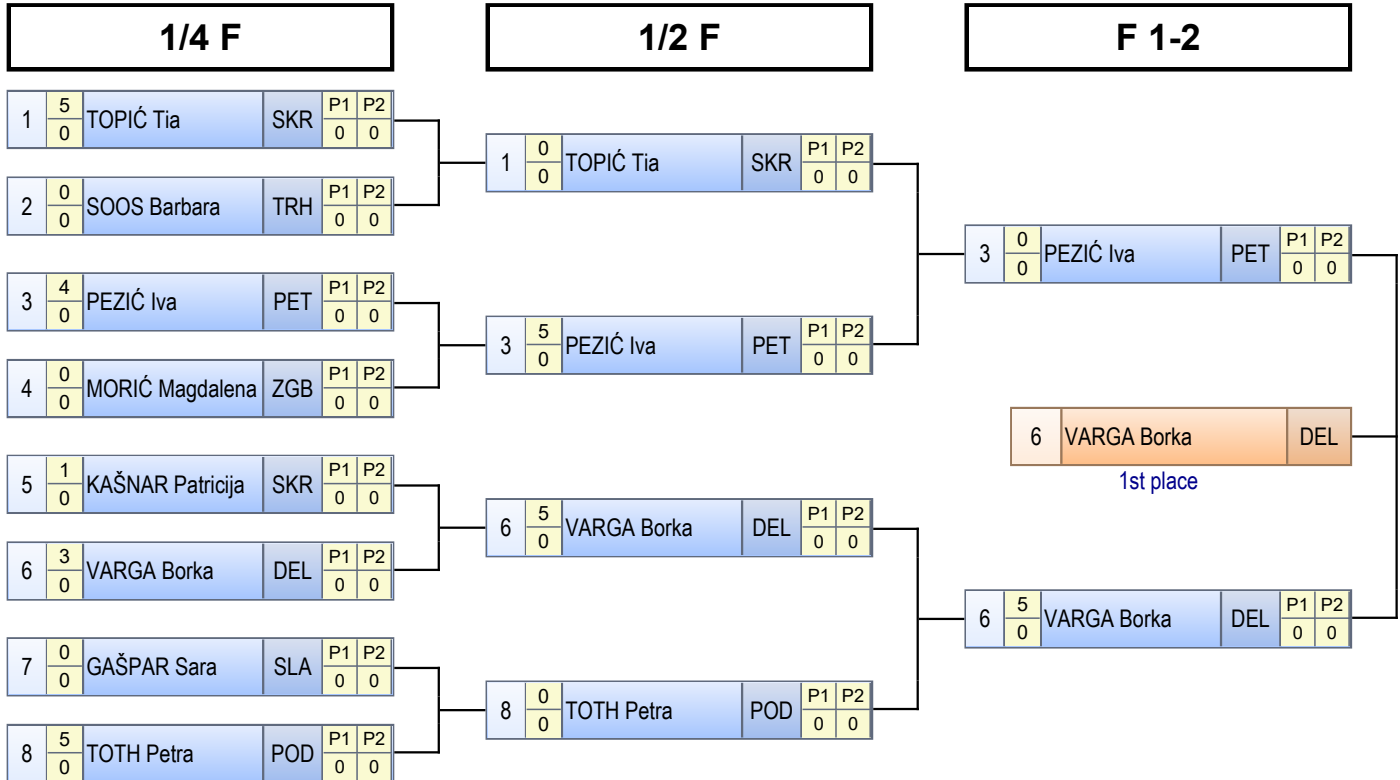 1/4 F
1/2 F
F 1-2
1 5 0 TOPIĆ Tia SKR P1 P2 0 0
2 0 0 SOOS Barbara TRH P1 P2 0 0
3 4 0 PEZIĆ Iva PET P1 P2 0 0
4 0 0 MORIĆ Magdalena ZGB P1 P2 0 0
5 1 0 KAŠNAR Patricija SKR P1 P2 0 0
6 3 0 VARGA Borka DEL P1 P2 0 0
7 0 0 GAŠPAR Sara SLA P1 P2 0 0
8 5 0 TOTH Petra POD P1 P2 0 0
1 0 0 TOPIĆ Tia SKR P1 P2 0 0
3 5 0 PEZIĆ Iva PET P1 P2 0 0
6 5 0 VARGA Borka DEL P1 P2 0 0
8 0 0 TOTH Petra POD P1 P2 0 0
3 0 0 PEZIĆ Iva PET P1 P2 0 0
6 VARGA Borka DEL
1st place
6 5 0 VARGA Borka DEL P1 P2 0 0